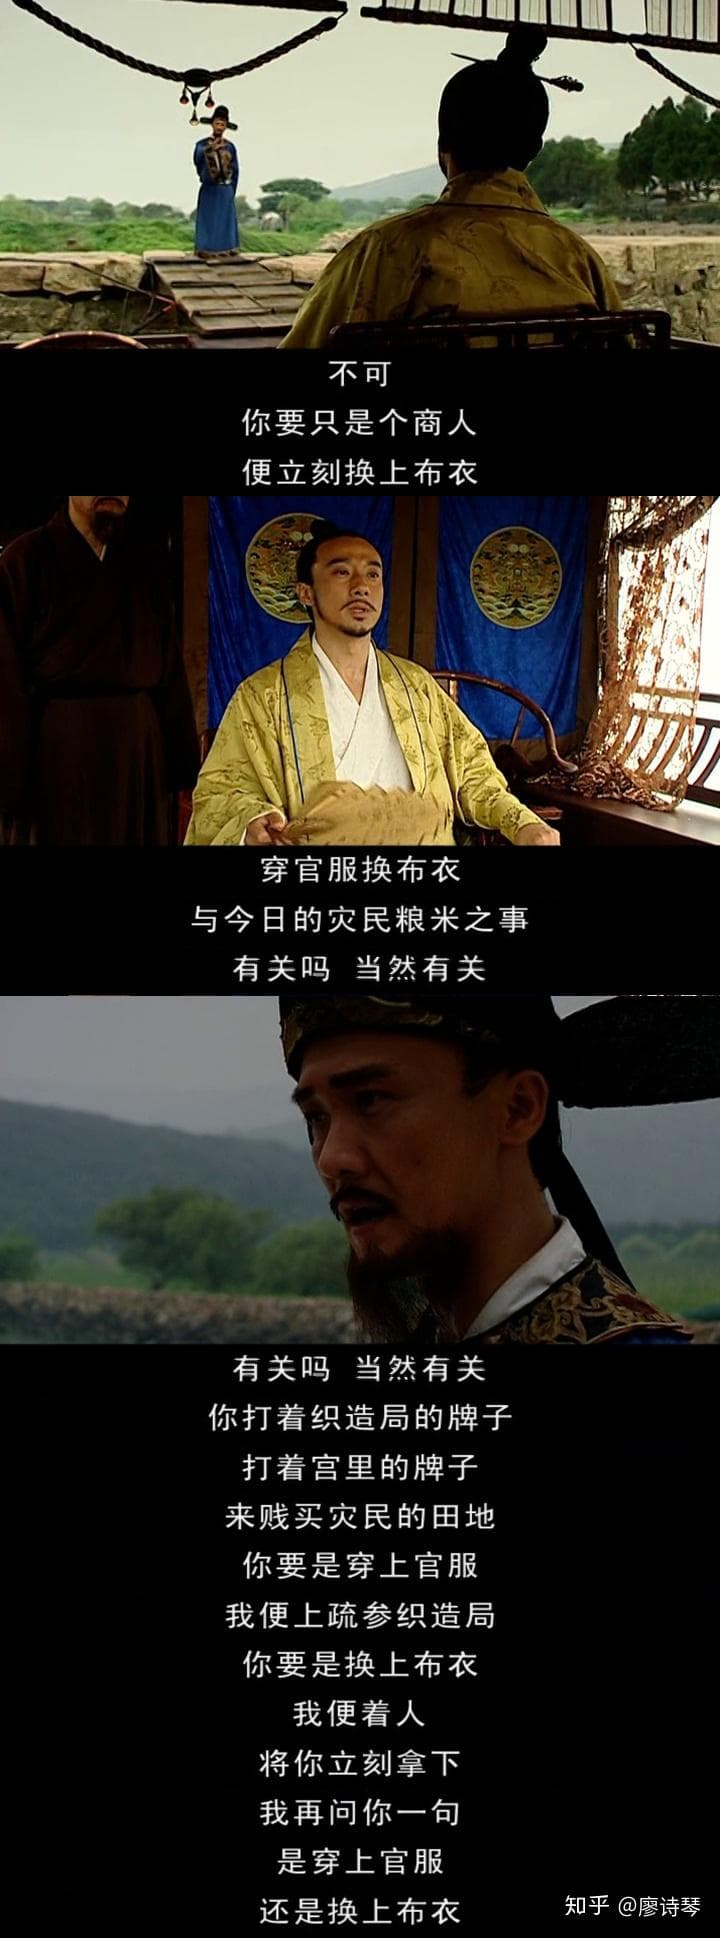 不可
你要只是个商人
便立刻换上布衣
穿官服换布衣
与今日的灾民粮米之事
有关吗 当然有关
有关吗 当然有关
你打着织造局的牌子
打着宫里的牌子
来贱买灾民的田地
你要是穿上官服
我便上疏参织造局
你要是换上布衣
我便着人
将你立刻拿下
我再问你一句
是穿上官服
还是换上布衣
知乎 @廖诗琴